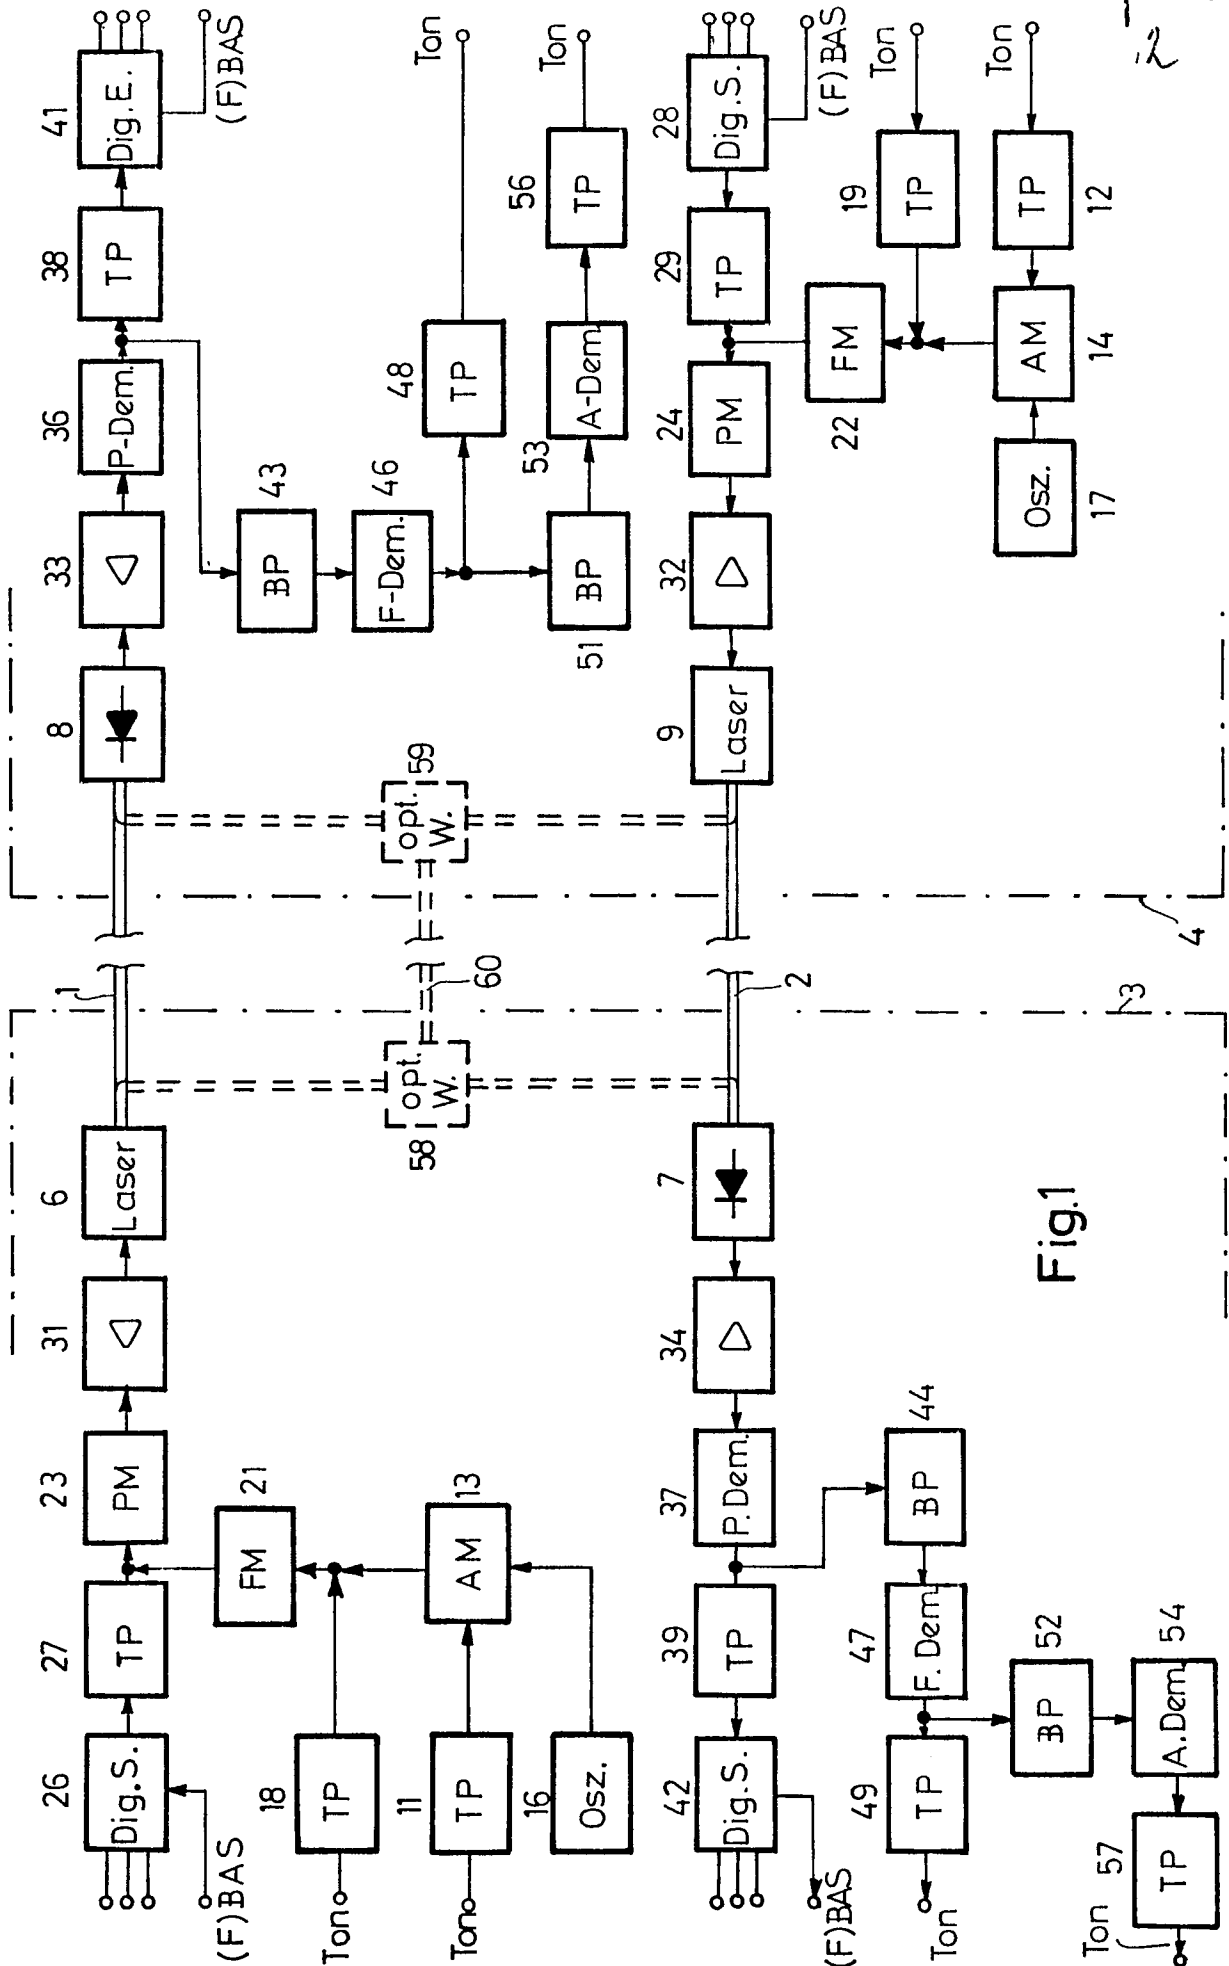 26
Dig.S.
(F)BAS
27
TP
23
PM
31
6
Laser
1
8
33
36
P-Dem.
38
TP
41
Dig.E.
(F)BAS
18
TP
Ton
21
FM
11
TP
Ton
13
AM
16
Osz.
58
opt.
W.
60
59
opt.
W.
43
BP
46
F-Dem.
48
TP
Ton
51
BP
53
A-Dem.
56
TP
Ton
42
Dig.S.
(F)BAS
39
TP
37
P.Dem.
34
7
2
9
Laser
32
24
PM
29
TP
28
Dig.S.
(F)BAS
44
BP
47
F.Dem.
49
TP
Ton
52
BP
54
A.Dem.
57
TP
Ton
22
FM
19
TP
Ton
17
Osz.
14
AM
12
TP
Ton
3
4
Fig.1